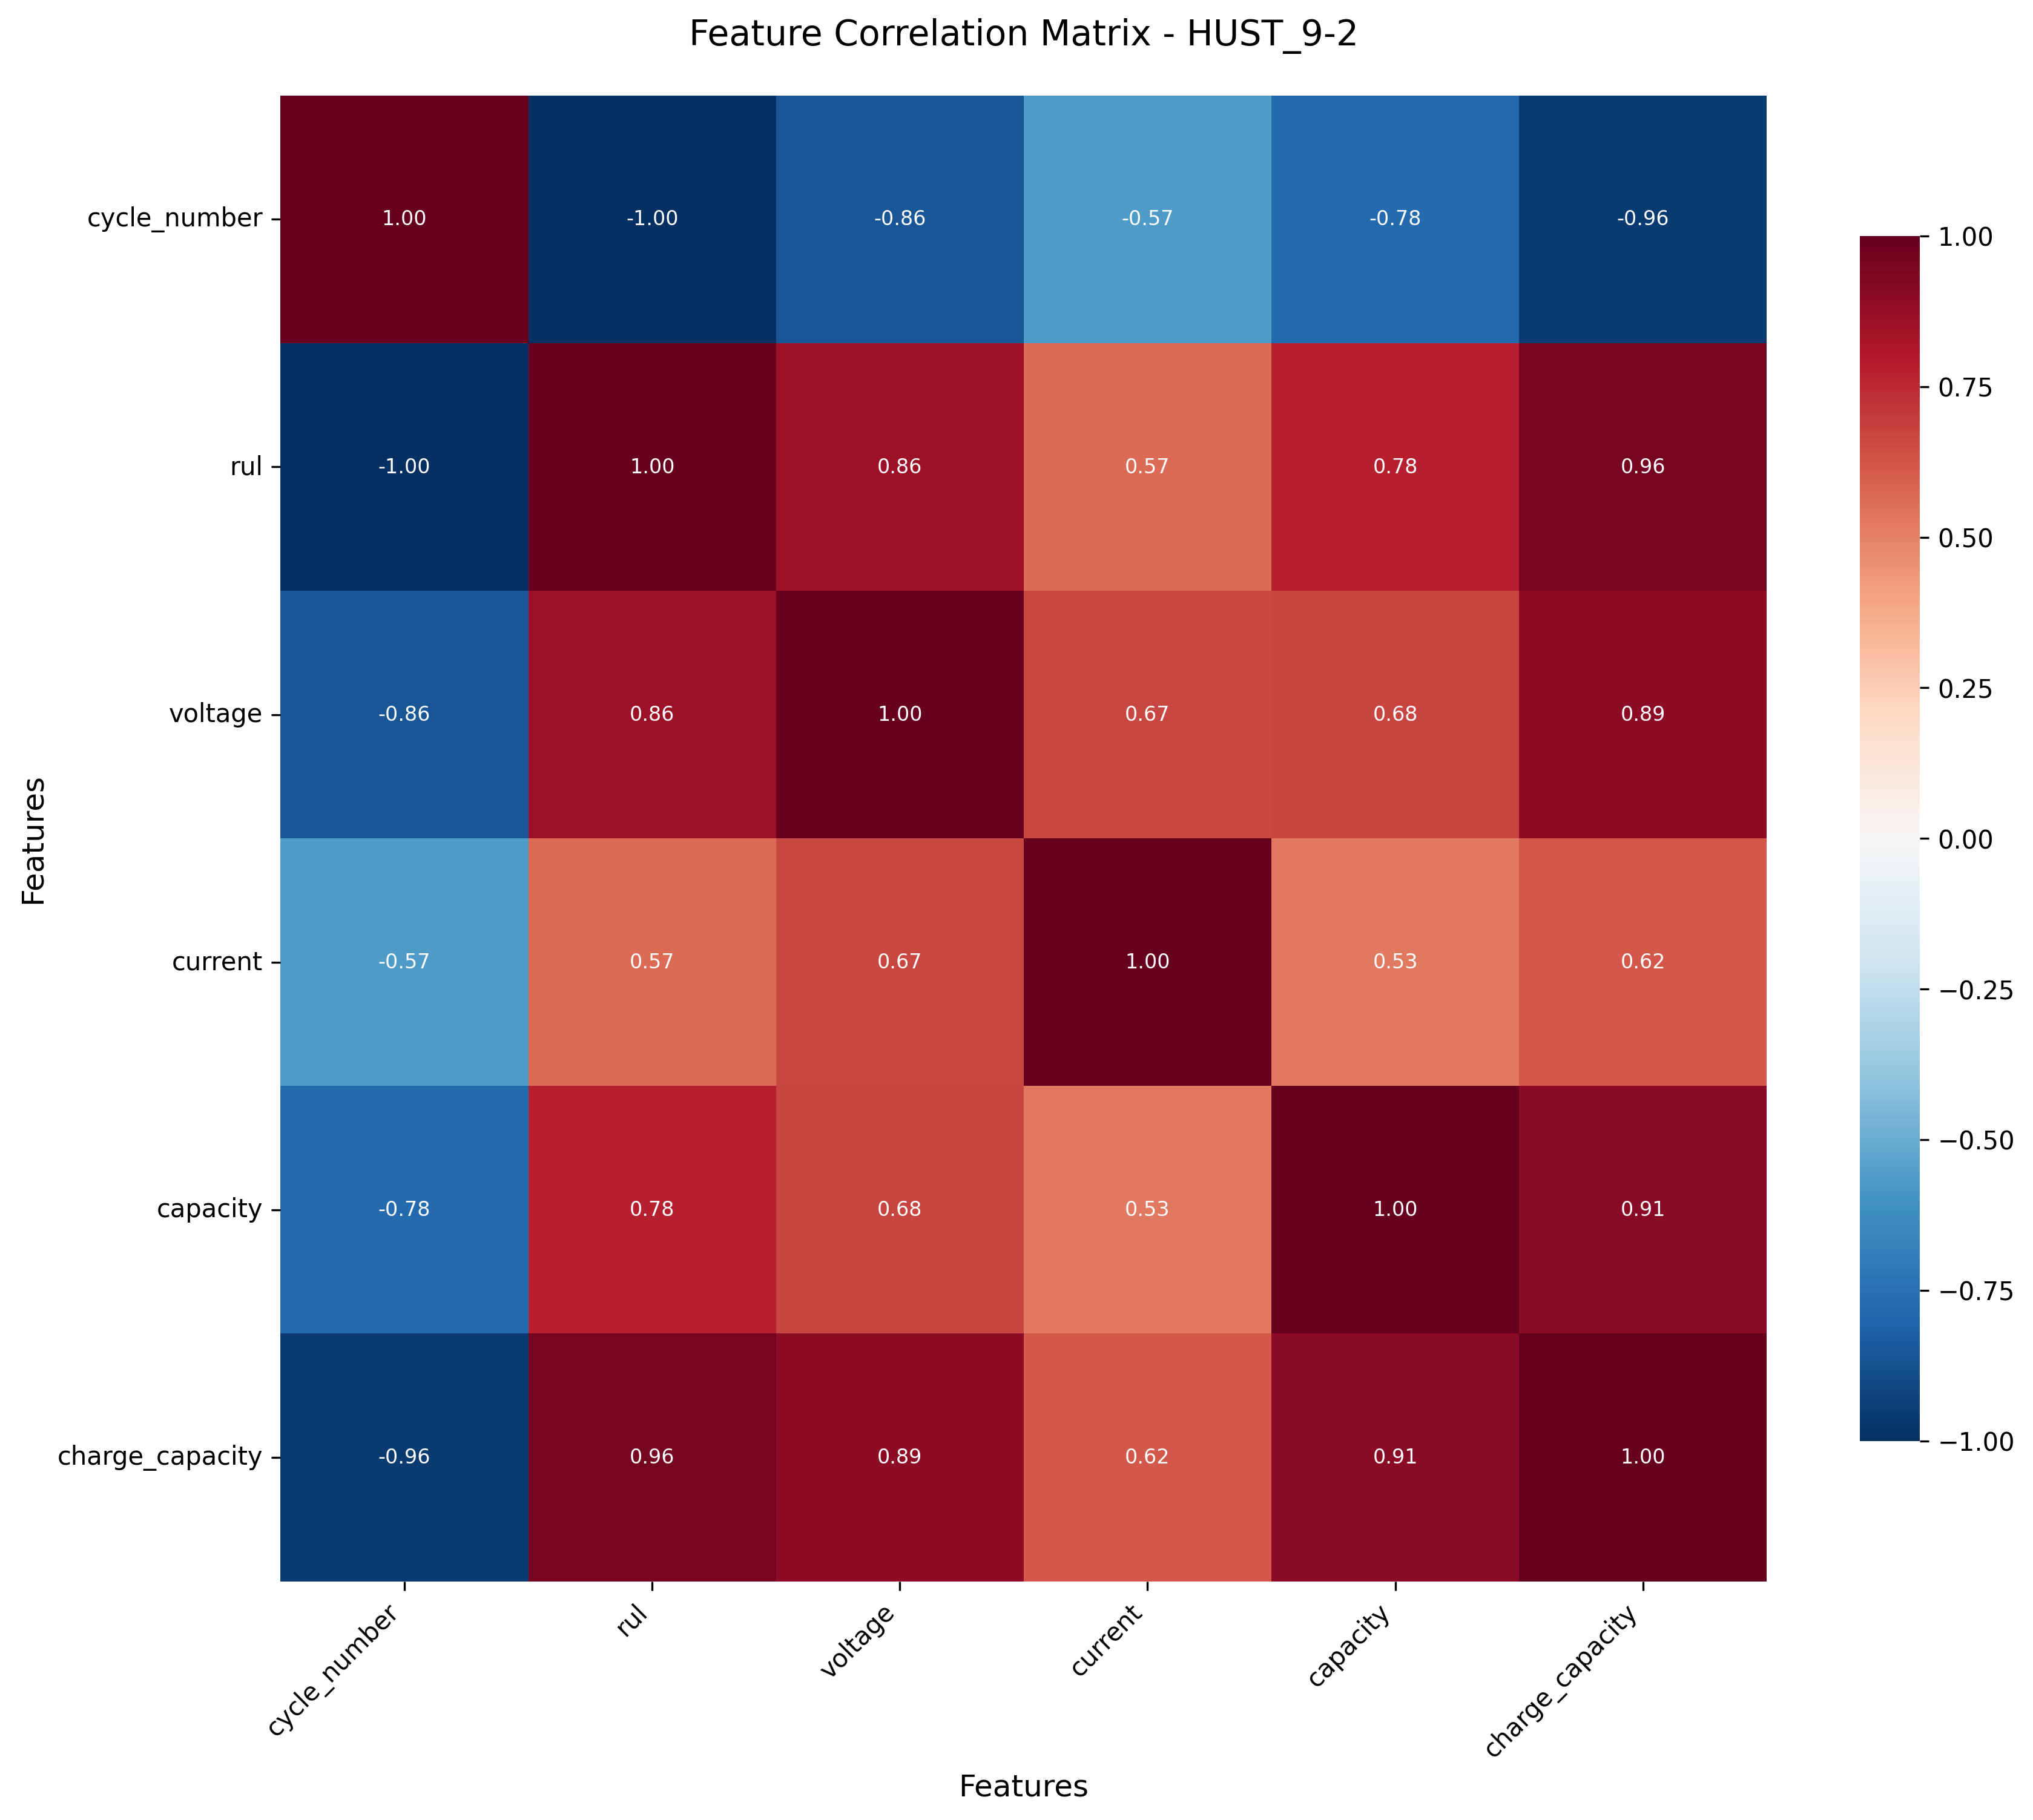 Feature Correlation Matrix - HUST_9-2
cycle_number 1.00 -1.00 -0.86 -0.57 -0.78 -0.96
rul -1.00 1.00 0.86 0.57 0.78 0.96
voltage -0.86 0.86 1.00 0.67 0.68 0.89
current -0.57 0.57 0.67 1.00 0.53 0.62
capacity -0.78 0.78 0.68 0.53 1.00 0.91
charge_capacity -0.96 0.96 0.89 0.62 0.91 1.00
cycle_number rul voltage current capacity charge_capacity
Features
Features
1.00
0.75
0.50
0.25
0.00
−0.25
−0.50
−0.75
−1.00